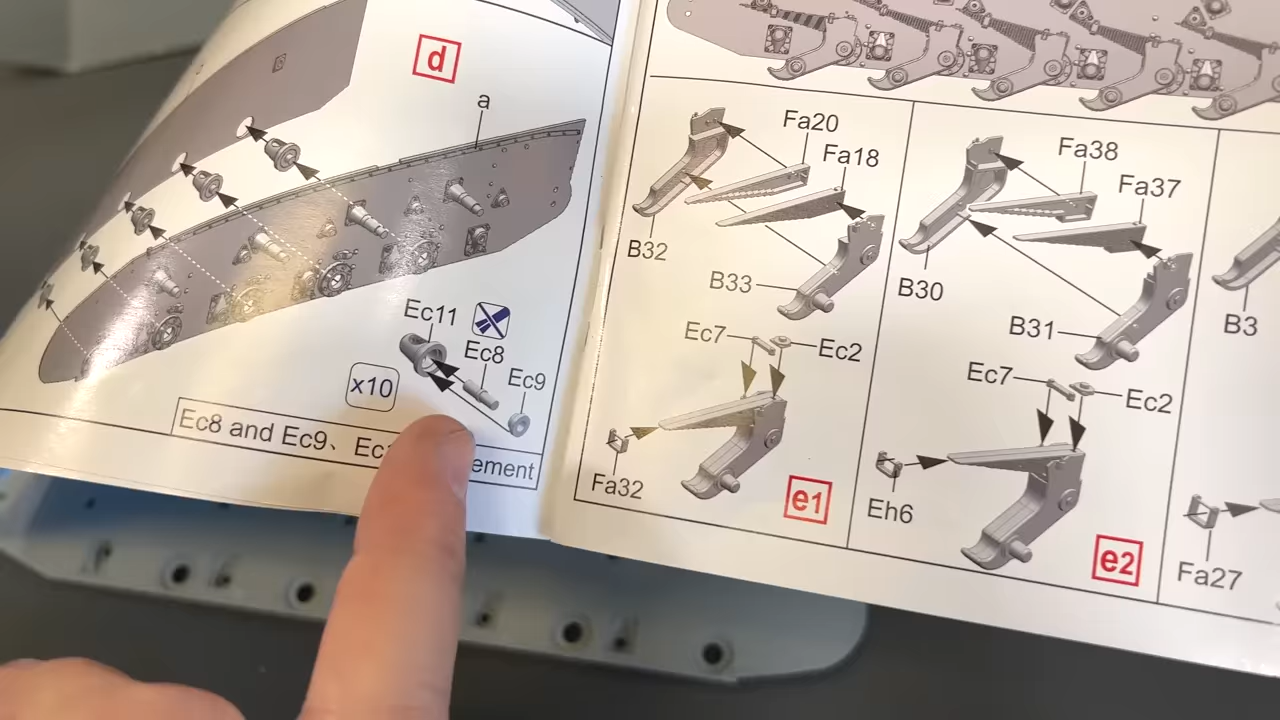 d
a
Ec11
Ec8
Ec9
x10
Ec8 and Ec9、 Ec
ement
Fa20
Fa18
B32
B33
Ec7
Ec2
Fa32
e1
Fa38
Fa37
B30
B31
Ec7
Ec2
Eh6
e2
B3
Fa27